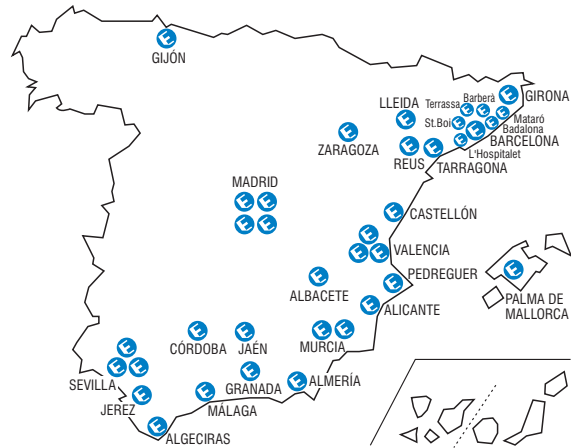 GIJÓN
GIRONA
LLEIDA
Terrassa
Barberà
Mataró
St.Boi
Badalona
BARCELONA
ZARAGOZA
L'Hospitalet
REUS
TARRAGONA
MADRID
CASTELLÓN
VALENCIA
PEDREGUER
ALBACETE
PALMA DE
MALLORCA
ALICANTE
CÓRDOBA
JAÉN
MURCIA
SEVILLA
GRANADA
ALMERÍA
JEREZ
MÁLAGA
ALGECIRAS